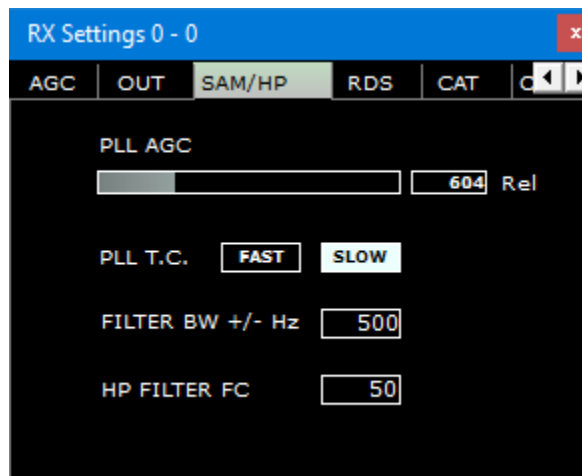 RX Settings 0 - 0 x
AGC OUT SAM/HP RDS CAT
PLL AGC
604 Rel
PLL T.C. FAST SLOW
FILTER BW +/- Hz 500
HP FILTER FC 50